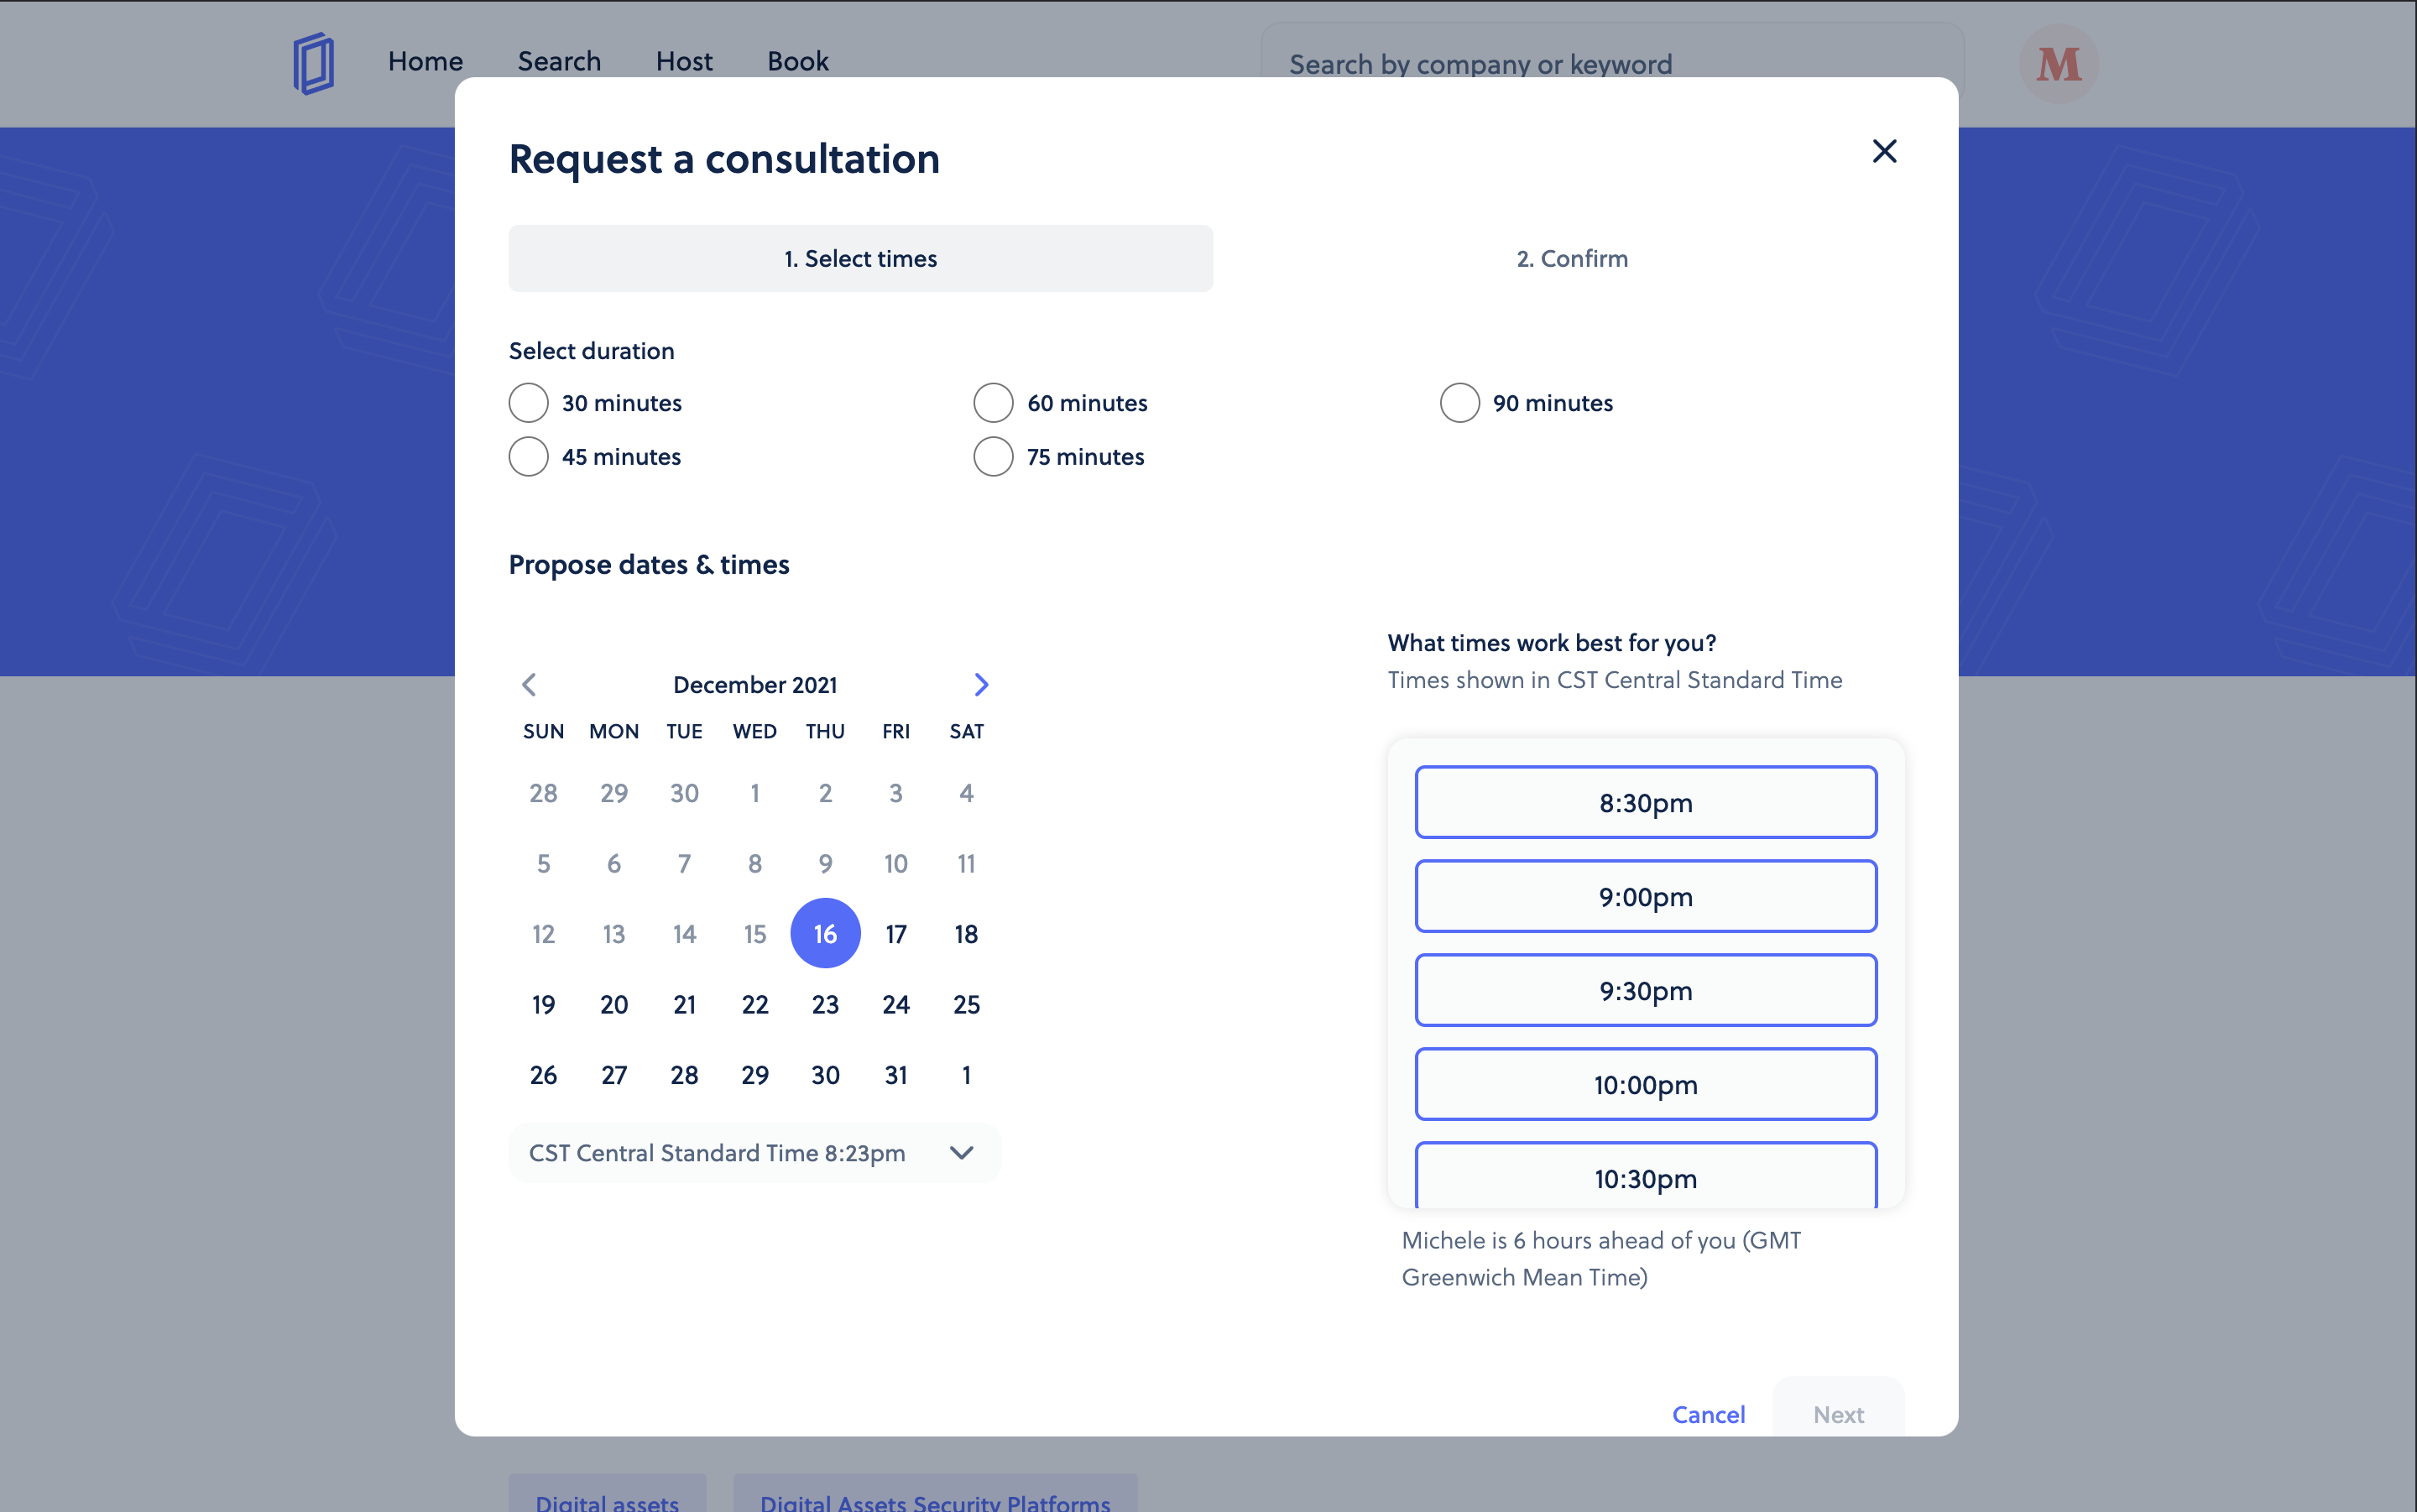 Home Search Host Book Search by company or keyword M
Request a consultation
1. Select times 2. Confirm
Select duration
30 minutes 60 minutes 90 minutes
45 minutes 75 minutes
Propose dates & times
December 2021
SUN MON TUE WED THU FRI SAT
28 29 30 1 2 3 4
5 6 7 8 9 10 11
12 13 14 15 16 17 18
19 20 21 22 23 24 25
26 27 28 29 30 31 1
CST Central Standard Time 8:23pm
What times work best for you?
Times shown in CST Central Standard Time
8:30pm
9:00pm
9:30pm
10:00pm
10:30pm
Michele is 6 hours ahead of you (GMT
Greenwich Mean Time)
Cancel Next
Digital assets Digital Assets Security Platforms